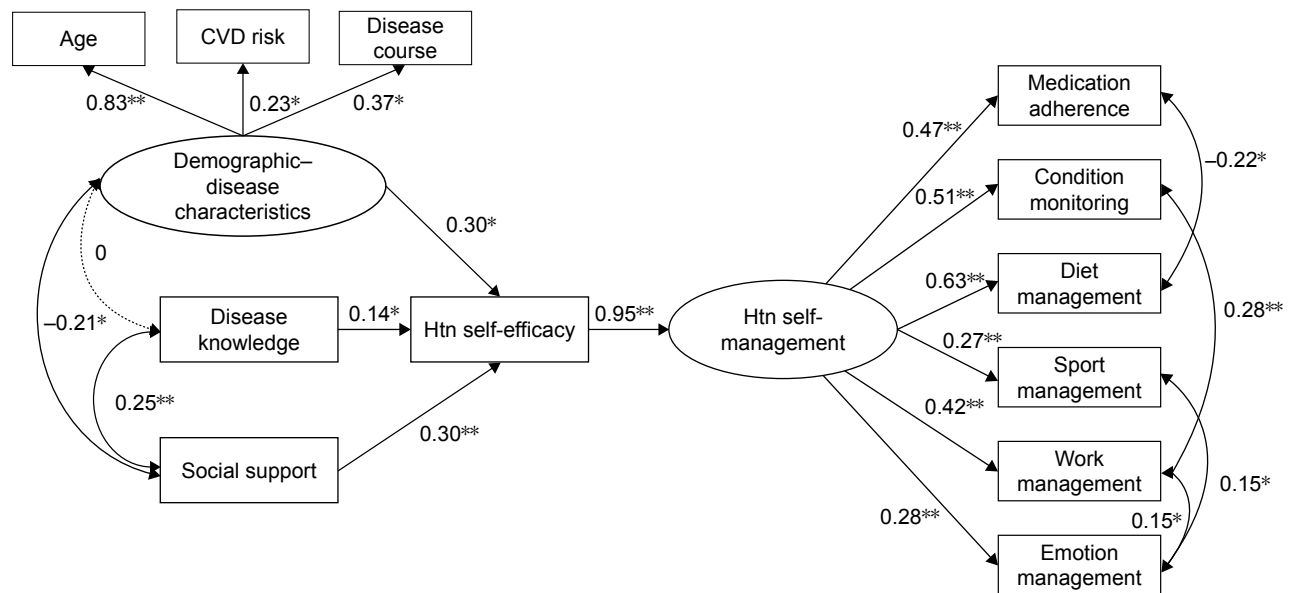 Age
CVD risk
Disease
course
0.83**
0.23*
0.37*
Demographic–
disease
characteristics
0
0.30*
–0.21*
Disease
knowledge
0.14*
Htn self-efficacy
0.95**
Htn self-
management
0.25**
Social support
0.30**
0.47**
0.51**
0.63**
0.27**
0.42**
0.28**
Medication
adherence
Condition
monitoring
Diet
management
Sport
management
Work
management
Emotion
management
–0.22*
0.28**
0.15*
0.15*